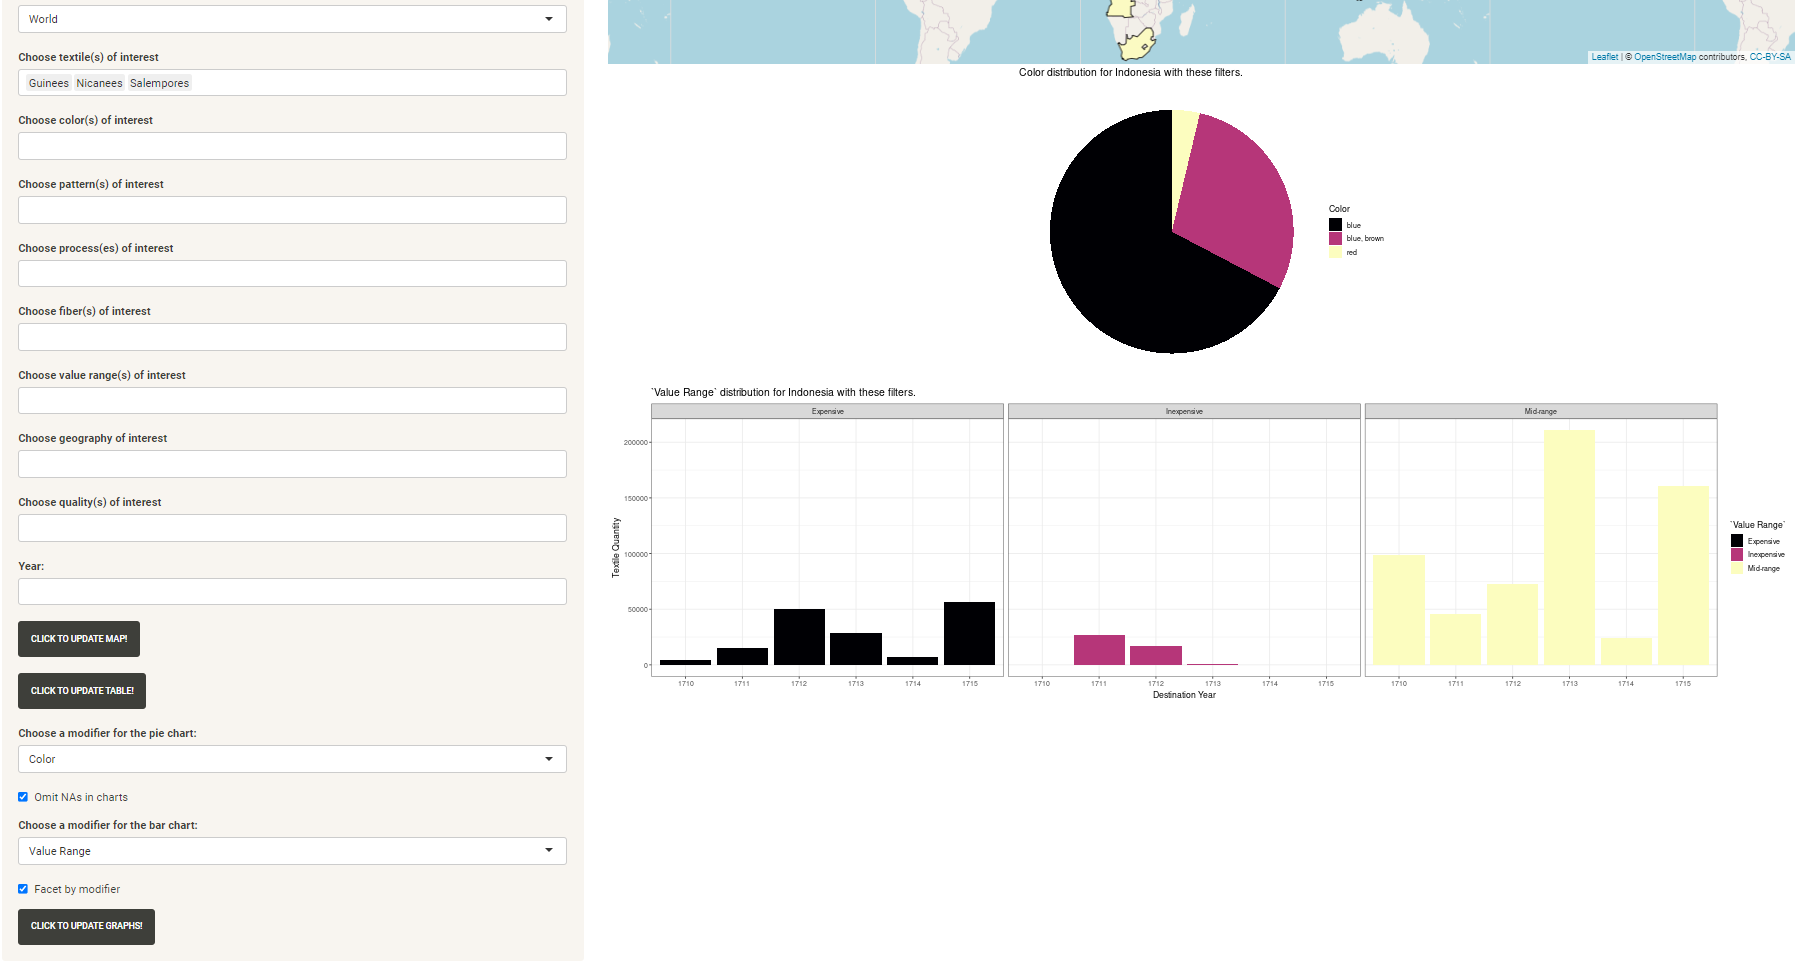 World
Choose textile(s) of interest
Guinees Nicanees Salempores
Choose color(s) of interest
Choose pattern(s) of interest
Choose process(es) of interest
Choose fiber(s) of interest
Choose value range(s) of interest
Choose geography of interest
Choose quality(s) of interest
Year:
CLICK TO UPDATE MAP!
CLICK TO UPDATE TABLE!
Choose a modifier for the pie chart:
Color
Omit NAs in charts
Choose a modifier for the bar chart:
Value Range
Facet by modifier
CLICK TO UPDATE GRAPHS!
Leaflet | © OpenStreetMap contributors, CC-BY-SA
Color distribution for Indonesia with these filters.
Color
blue
blue, brown
red
`Value Range` distribution for Indonesia with these filters.
Expensive Inexpensive Mid-range
Textile Quantity
200000
150000
100000
50000
0
1710 1711 1712 1713 1714 1715 1710 1711 1712 1713 1714 1715 1710 1711 1712 1713 1714 1715
Destination Year
`Value Range`
Expensive
Inexpensive
Mid-range